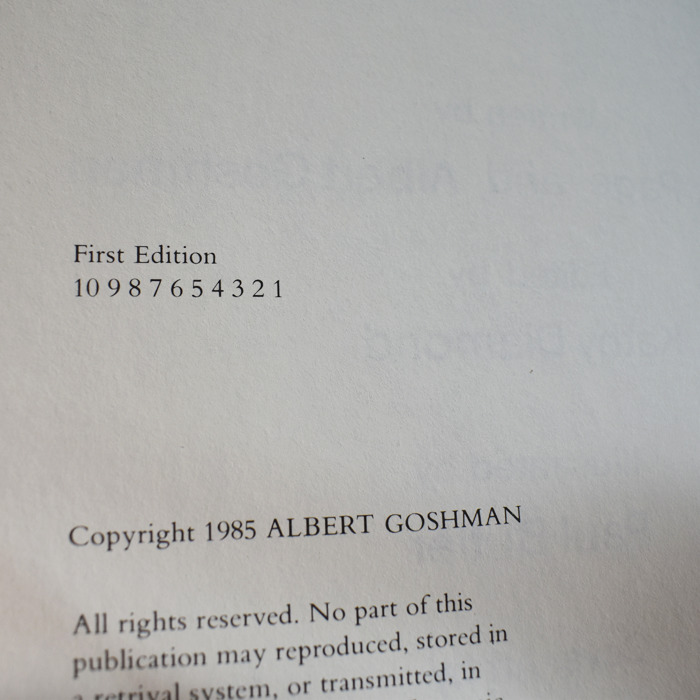 First Edition
10 9 8 7 6 5 4 3 2 1
Copyright 1985 ALBERT GOSHMAN
All rights reserved. No part of this
publication may reproduced, stored in
a retrival system, or transmitted, in